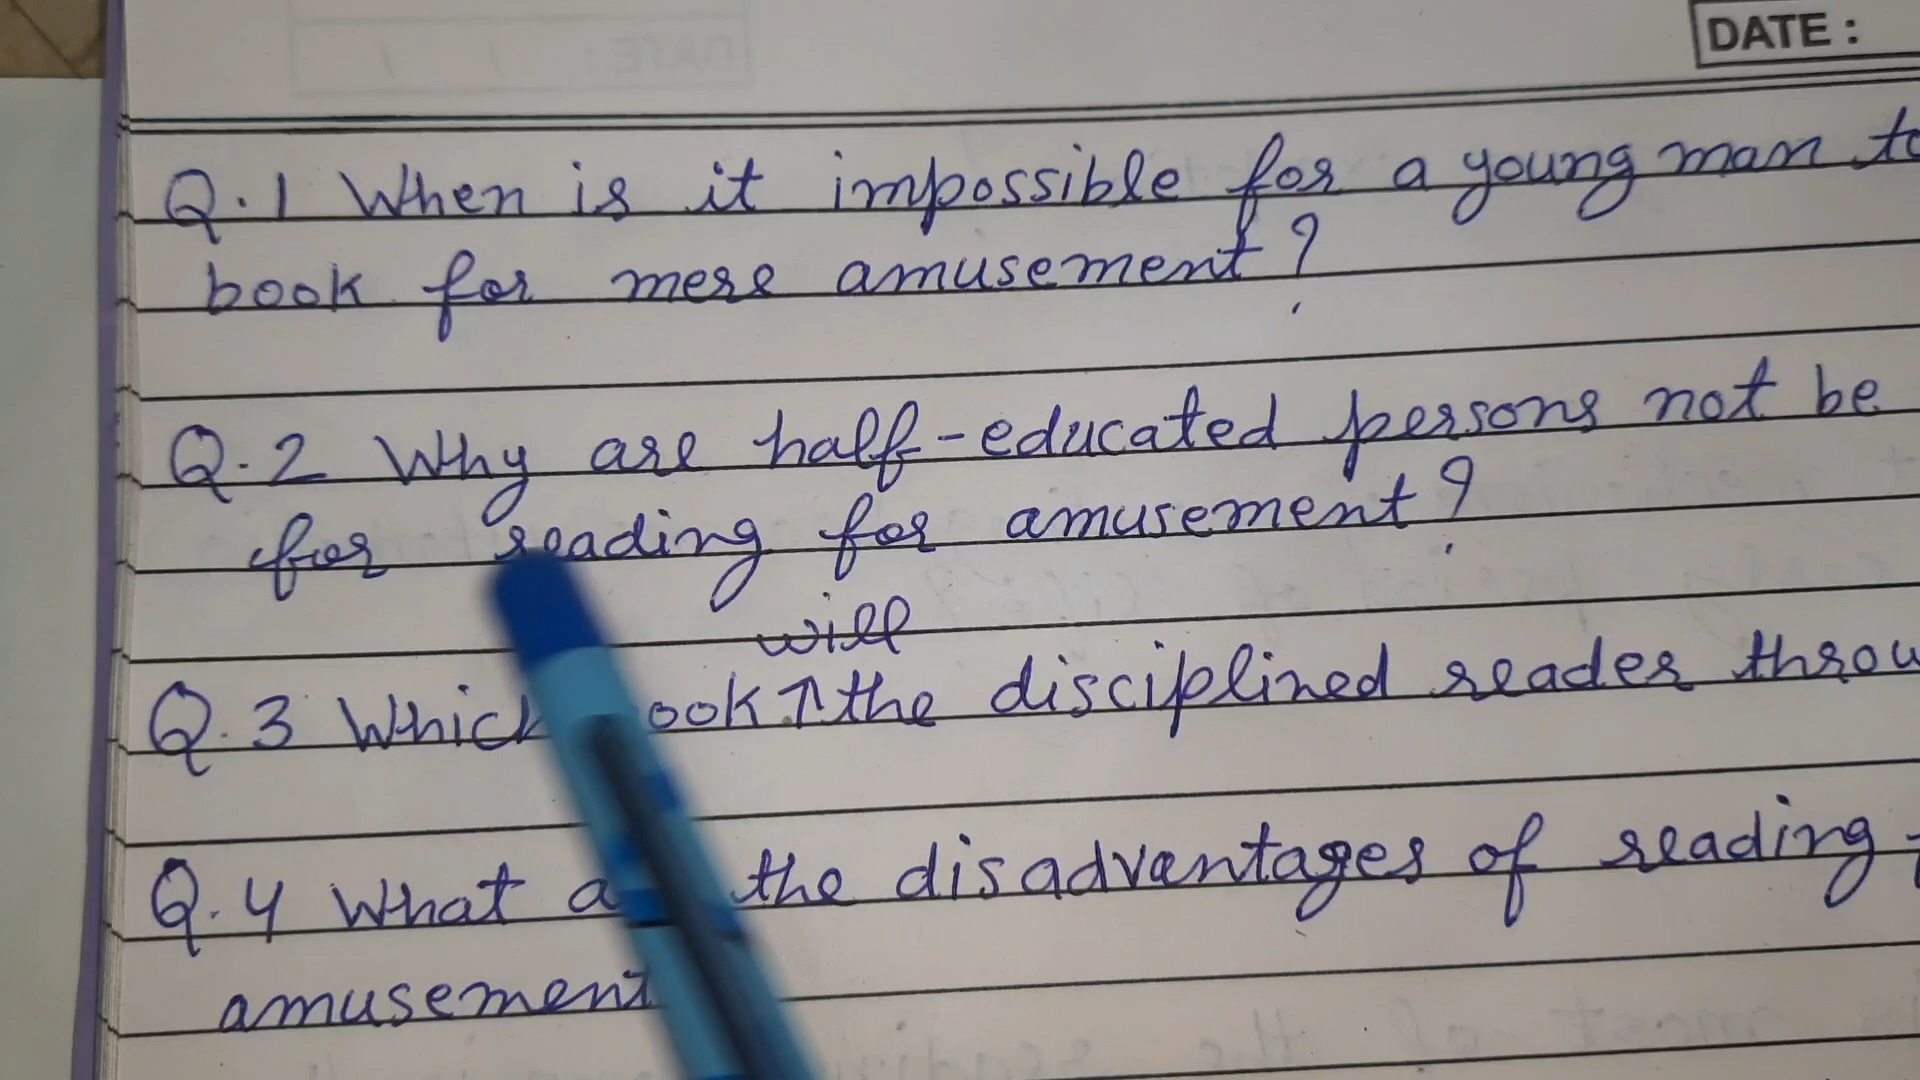 DATE :
Q.1 When is it impossible for a young man to
book for mere amusement?
Q.2 Why are half-educated persons not be
for reading for amusement?
will
Q.3 Which ook ↑ the disciplined reader throu
Q.4 What a the disadvantages of reading
amusement